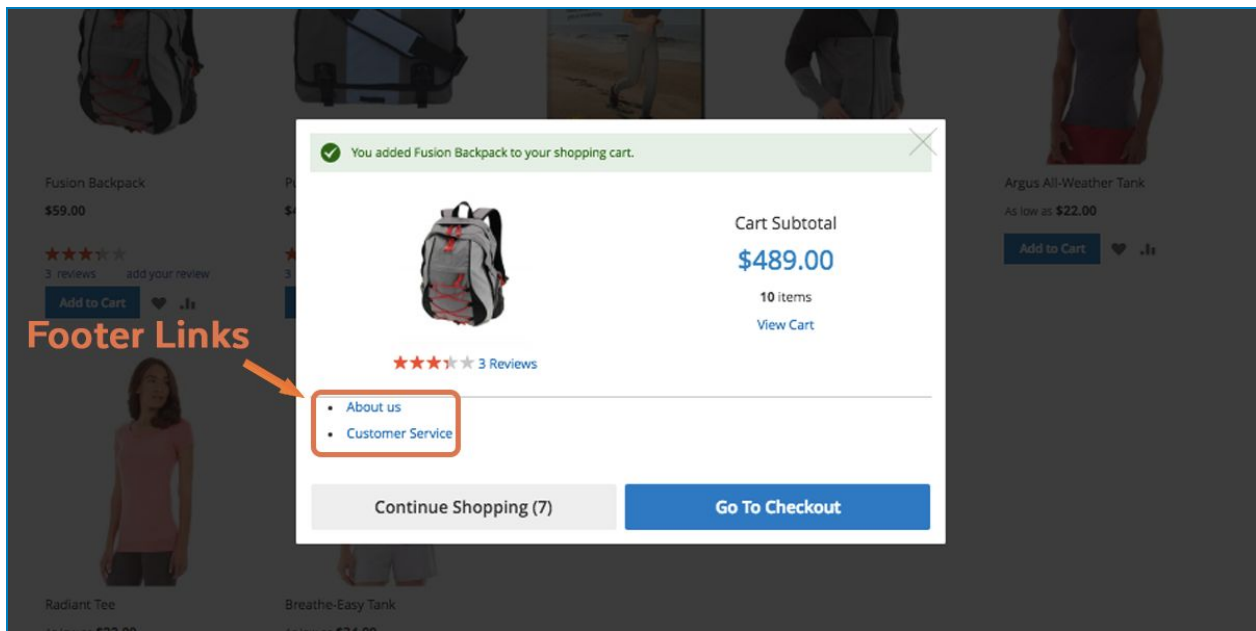 You added Fusion Backpack to your shopping cart.
Fusion Backpack
$59.00
3 reviews add your review
Add to Cart
Argus All-Weather Tank
As low as $22.00
Add to Cart
Cart Subtotal
$489.00
10 items
View Cart
3 Reviews
Footer Links
About us
Customer Service
Continue Shopping (7)
Go To Checkout
Radiant Tee
Breathe-Easy Tank